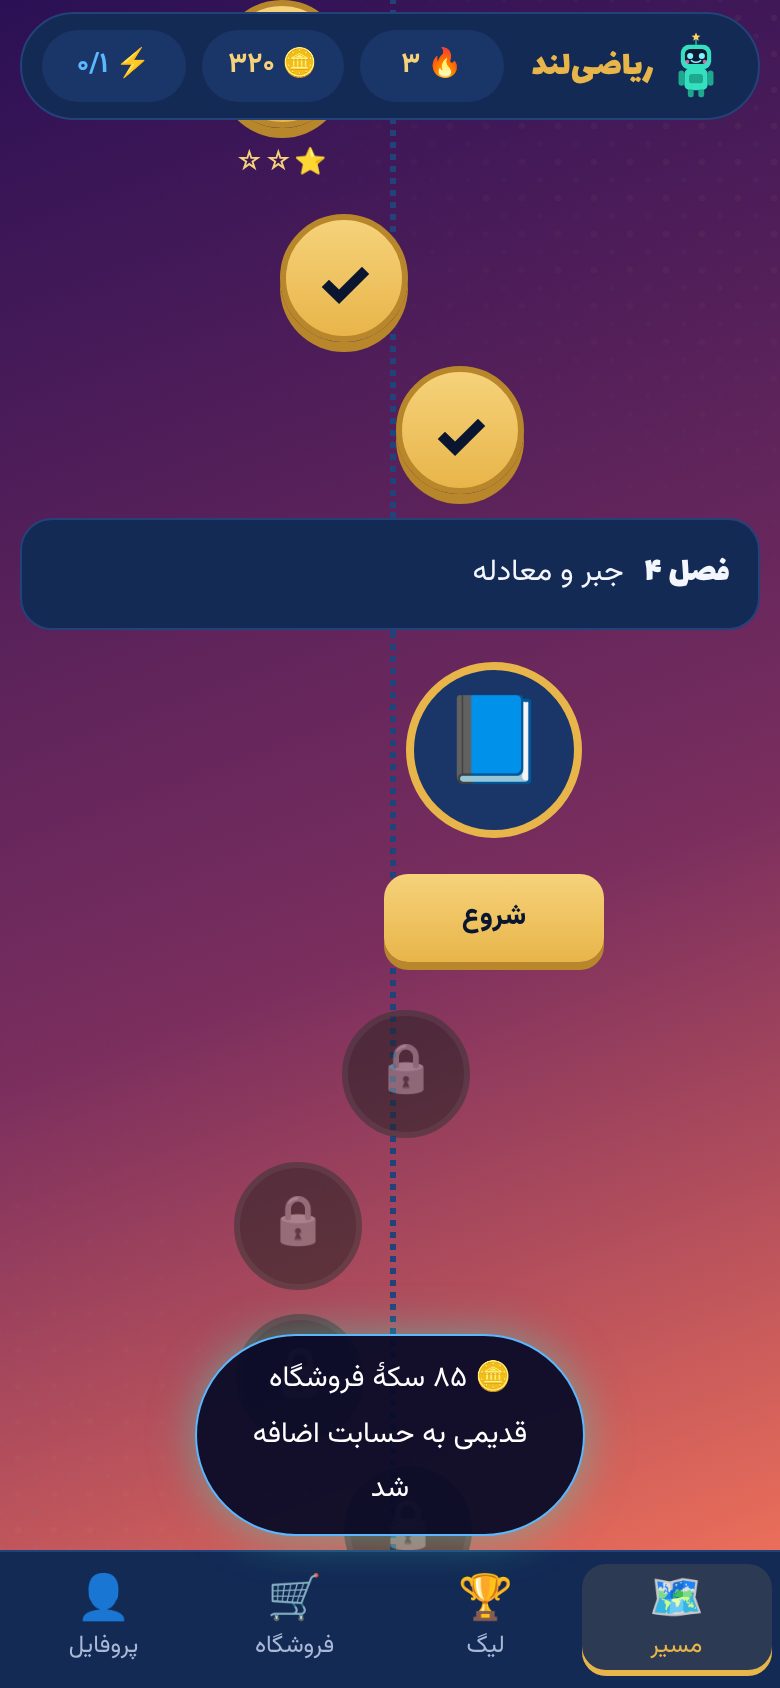 ریاضی‌لند
۳
۳۲۰
۰/۱
فصل ۴ جبر و معادله
شروع
۸۵ سکهٔ فروشگاه
قدیمی به حسابت اضافه
شد
مسیر
لیگ
فروشگاه
پروفایل